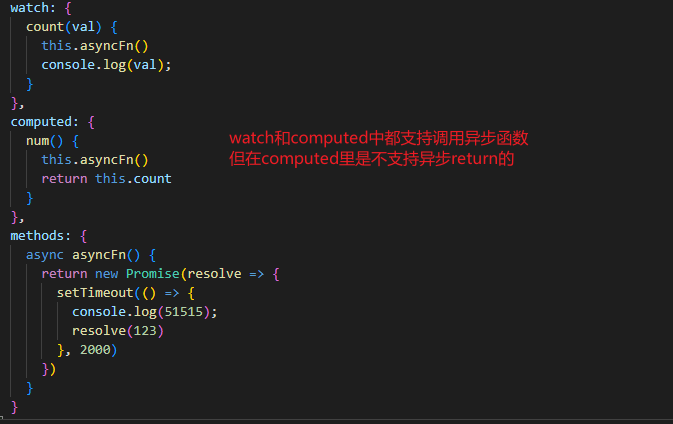 watch: {
count(val) {
this.asyncFn()
console.log(val);
}
},
computed: {
num() {
watch和computed中都支持调用异步函数
this.asyncFn()
但在computed里是不支持异步return的
return this.count
}
},
methods: {
async asyncFn() {
return new Promise(resolve => {
setTimeout(() => {
console.log(51515);
resolve(123)
}, 2000)
})
}
}